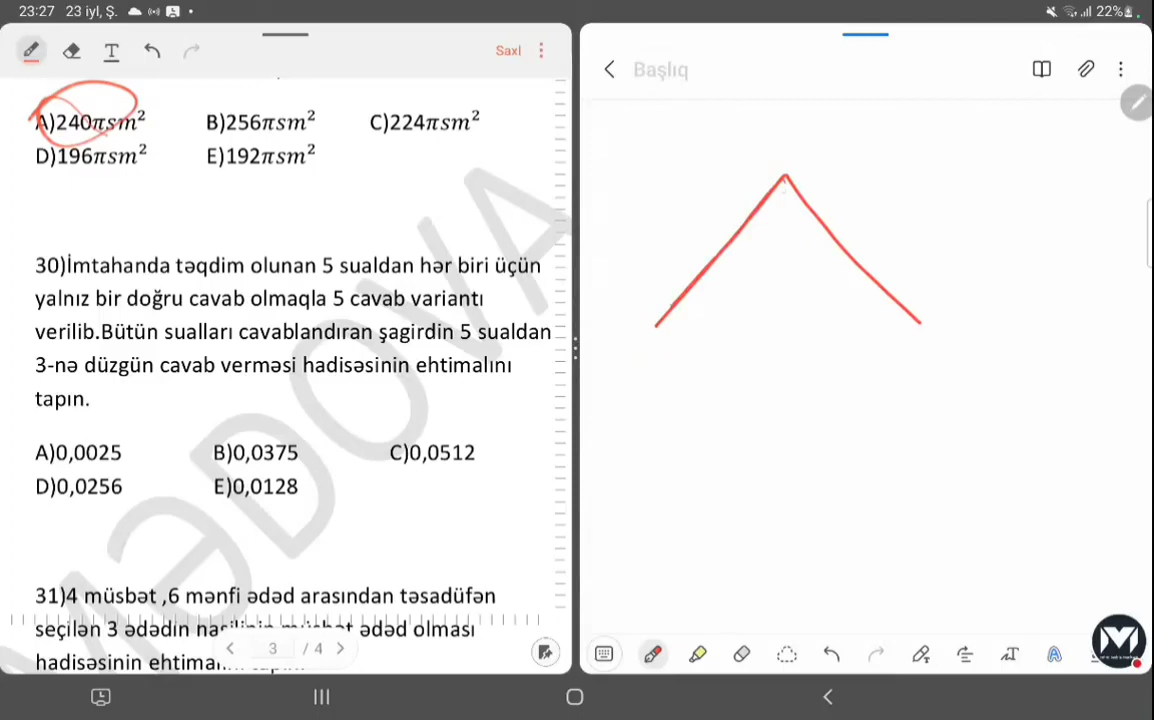 23:27 23 iyl, Ş.
22%
Saxl
Başlıq
A)240πsm² B)256πsm² C)224πsm²
D)196πsm² E)192πsm²
30)İmtahanda təqdim olunan 5 sualdan hər biri üçün
yalnız bir doğru cavab olmaqla 5 cavab variantı
verilib.Bütün sualları cavablandıran şagirdin 5 sualdan
3-nə düzgün cavab verməsi hadisəsinin ehtimalını
tapın.
A)0,0025 B)0,0375 C)0,0512
D)0,0256 E)0,0128
MƏDOVA
31)4 müsbət ,6 mənfi ədəd arasından təsadüfən
seçilən 3 ədədin ədəd olması
hadisəsinin
3 / 4